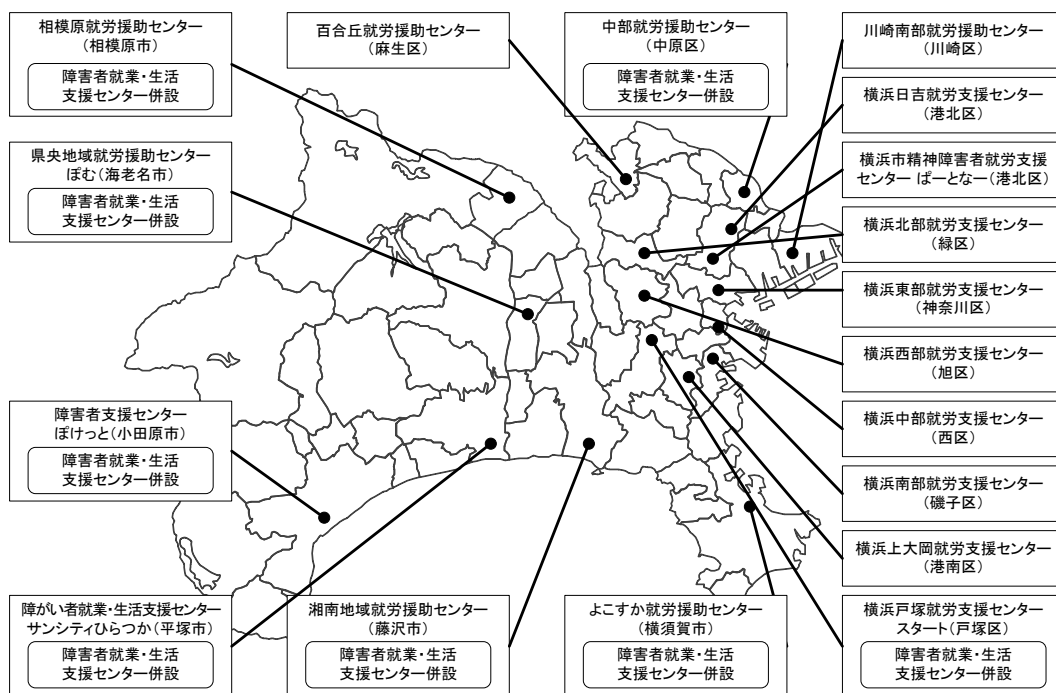 相模原就労援助センター
(相模原市)
障害者就業・生活
支援センター併設
百合丘就労援助センター
(麻生区)
中部就労援助センター
(中原区)
障害者就業・生活
支援センター併設
川崎南部就労援助センター
(川崎区)
横浜日吉就労支援センター
(港北区)
県央地域就労援助センター
ぽむ(海老名市)
障害者就業・生活
支援センター併設
横浜市精神障害者就労支援
センター ぱーとなー(港北区)
横浜北部就労支援センター
(緑区)
横浜東部就労支援センター
(神奈川区)
横浜西部就労支援センター
(旭区)
障害者支援センター
ぽけっと(小田原市)
障害者就業・生活
支援センター併設
横浜中部就労支援センター
(西区)
横浜南部就労支援センター
(磯子区)
横浜上大岡就労支援センター
(港南区)
障がい者就業・生活支援センター
サンシティひらつか(平塚市)
障害者就業・生活
支援センター併設
湘南地域就労援助センター
(藤沢市)
障害者就業・生活
支援センター併設
よこすか就労援助センター
(横須賀市)
障害者就業・生活
支援センター併設
横浜戸塚就労支援センター
スタート(戸塚区)
障害者就業・生活
支援センター併設